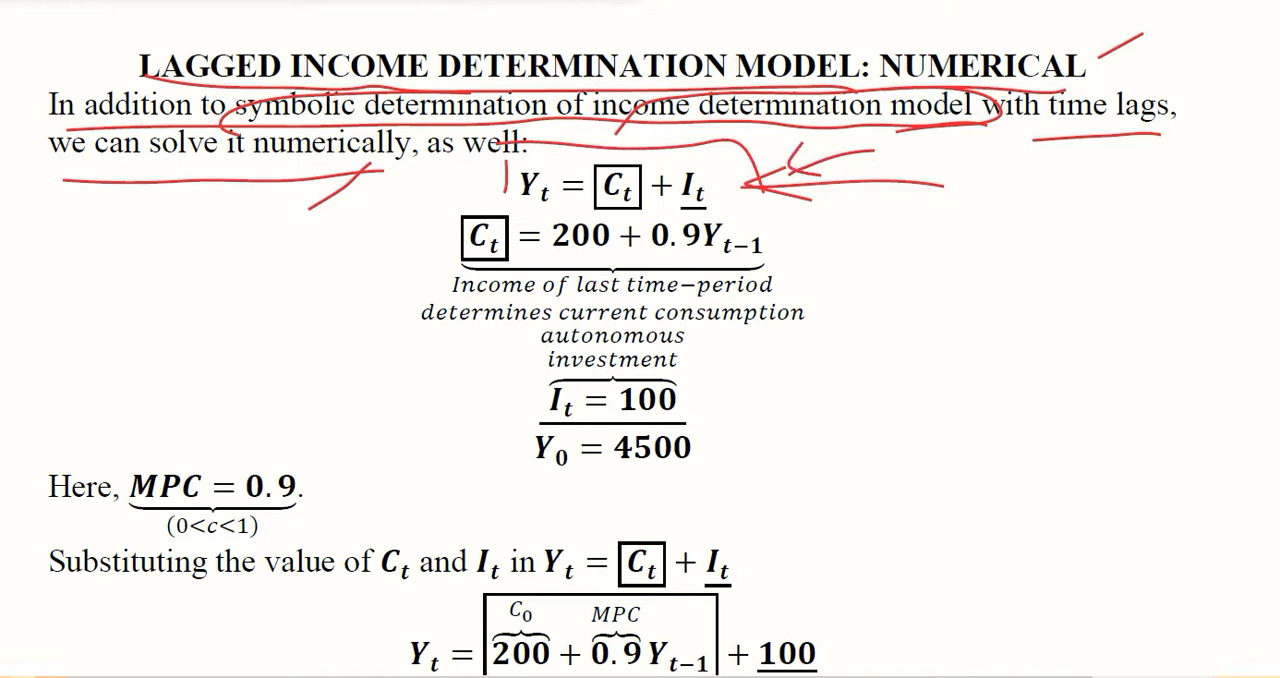 LAGGED INCOME DETERMINATION MODEL: NUMERICAL
In addition to symbolic determination of income determination model with time lags,
we can solve it numerically, as well:
Yₜ = Cₜ + Iₜ
Cₜ = 200 + 0.9Yₜ₋₁
Income of last time−period
determines current consumption
autonomous
investment
Iₜ = 100
Y₀ = 4500
Here, MPC = 0.9.
(0<c<1)
Substituting the value of Cₜ and Iₜ in Yₜ = Cₜ + Iₜ
C₀ MPC
Yₜ = 200 + 0.9 Yₜ₋₁ + 100